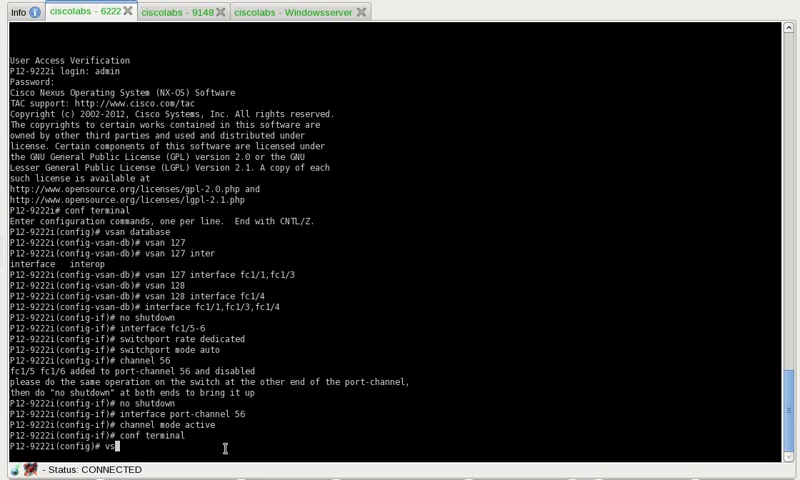 Info
ciscolabs - 6222
ciscolabs - 9148
ciscolabs - Windowsserver
User Access Verification
P12-9222i login: admin
Password:
Cisco Nexus Operating System (NX-OS) Software
TAC support: http://www.cisco.com/tac
Copyright (c) 2002-2012, Cisco Systems, Inc. All rights reserved.
The copyrights to certain works contained in this software are
owned by other third parties and used and distributed under
license. Certain components of this software are licensed under
the GNU General Public License (GPL) version 2.0 or the GNU
Lesser General Public License (LGPL) Version 2.1. A copy of each
such license is available at
http://www.opensource.org/licenses/gpl-2.0.php and
http://www.opensource.org/licenses/lgpl-2.1.php
P12-9222i# conf terminal
Enter configuration commands, one per line.  End with CNTL/Z.
P12-9222i(config)# vsan database
P12-9222i(config-vsan-db)# vsan 127
P12-9222i(config-vsan-db)# vsan 127 inter
interface   interop
P12-9222i(config-vsan-db)# vsan 127 interface fc1/1,fc1/3
P12-9222i(config-vsan-db)# vsan 128
P12-9222i(config-vsan-db)# vsan 128 interface fc1/4
P12-9222i(config-vsan-db)# interface fc1/1,fc1/3,fc1/4
P12-9222i(config-if)# no shutdown
P12-9222i(config-if)# interface fc1/5-6
P12-9222i(config-if)# switchport rate dedicated
P12-9222i(config-if)# switchport mode auto
P12-9222i(config-if)# channel 56
fc1/5 fc1/6 added to port-channel 56 and disabled
please do the same operation on the switch at the other end of the port-channel,
then do "no shutdown" at both ends to bring it up
P12-9222i(config-if)# no shutdown
P12-9222i(config-if)# interface port-channel 56
P12-9222i(config-if)# channel mode active
P12-9222i(config-if)# conf terminal
P12-9222i(config)# vs
- Status: CONNECTED